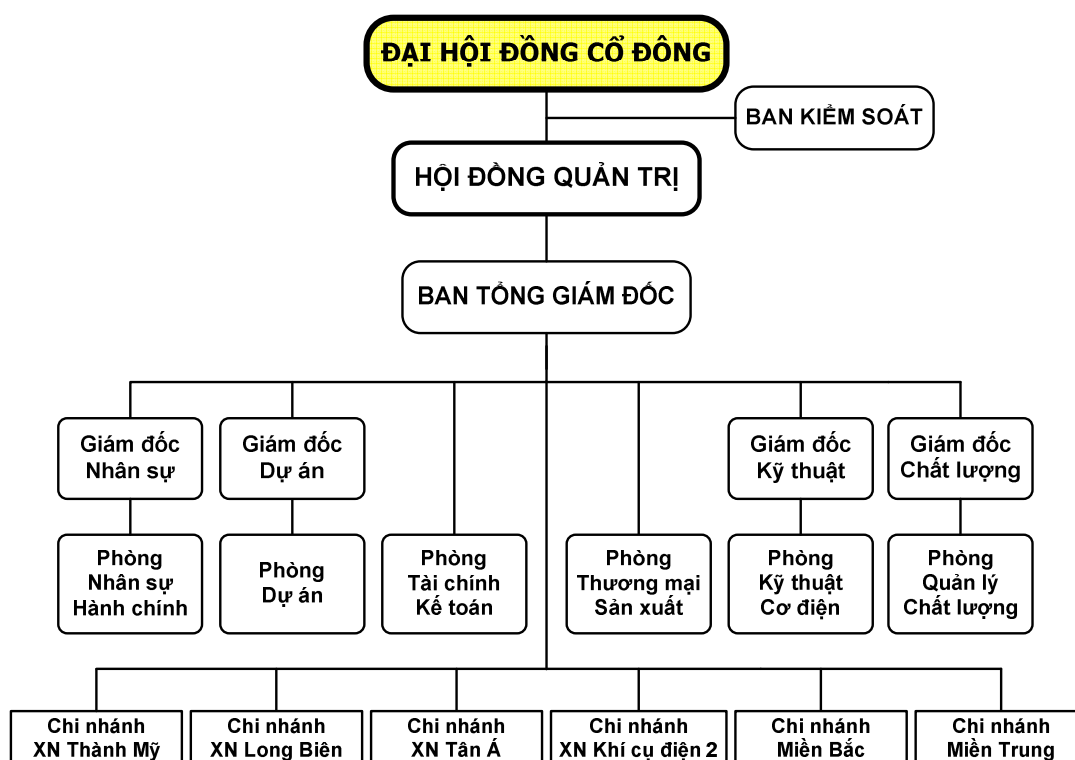 ĐẠI HỘI ĐỒNG CỔ ĐÔNG
BAN KIỂM SOÁT
HỘI ĐỒNG QUẢN TRỊ
BAN TỔNG GIÁM ĐỐC
Giám đốc
Nhân sự
Giám đốc
Dự án
Giám đốc
Kỹ thuật
Giám đốc
Chất lượng
Phòng
Nhân sự
Hành chính
Phòng
Dự án
Phòng
Tài chính
Kế toán
Phòng
Thương mại
Sản xuất
Phòng
Kỹ thuật
Cơ điện
Phòng
Quản lý
Chất lượng
Chi nhánh
XN Thành Mỹ
Chi nhánh
XN Long Biên
Chi nhánh
XN Tân Á
Chi nhánh
XN Khí cụ điện 2
Chi nhánh
Miền Bắc
Chi nhánh
Miền Trung